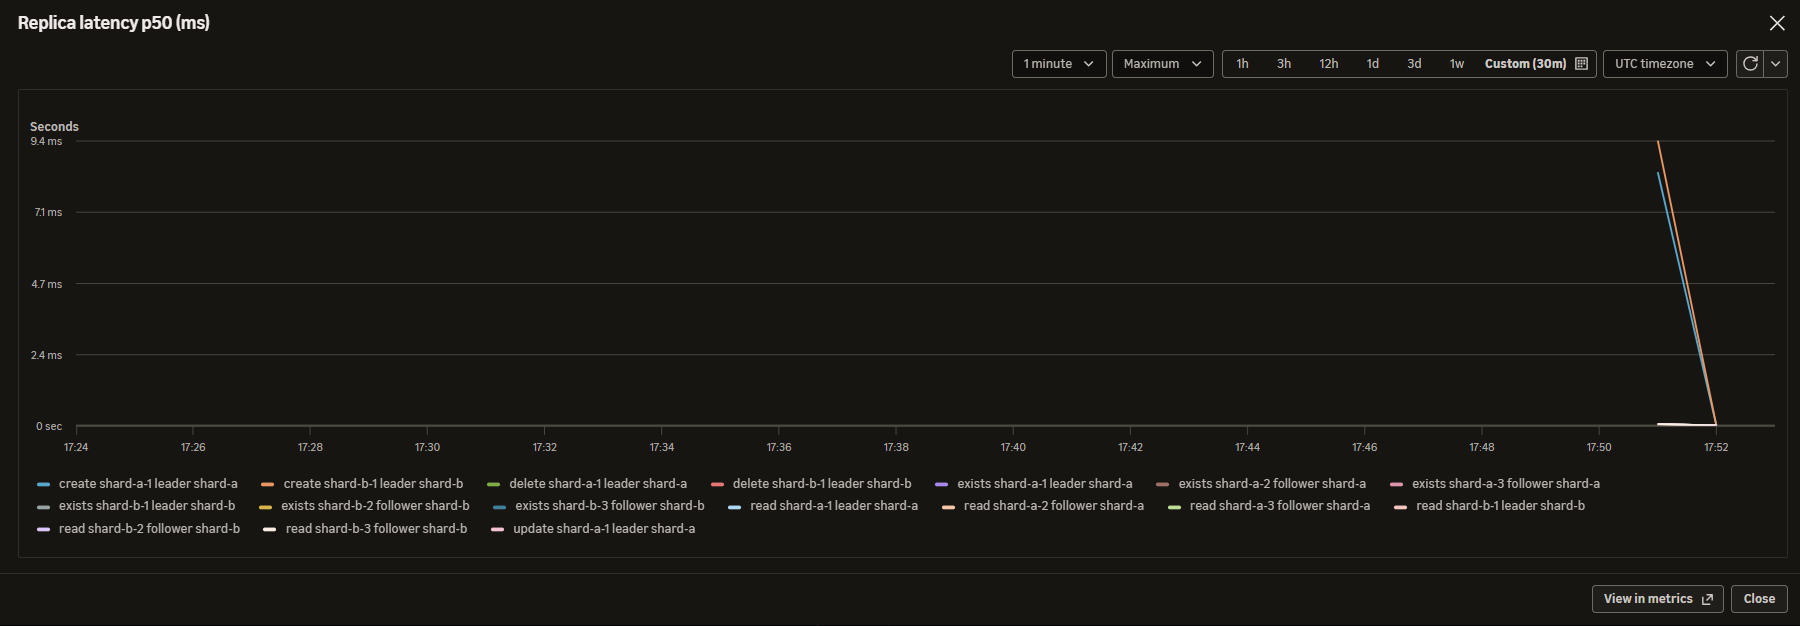 Replica latency p50 (ms)
1 minute Maximum 1h 3h 12h 1d 3d 1w Custom (30m) UTC timezone
Seconds
9.4 ms
7.1 ms
4.7 ms
2.4 ms
0 sec
17:24 17:26 17:28 17:30 17:32 17:34 17:36 17:38 17:40 17:42 17:44 17:46 17:48 17:50 17:52
create shard-a-1 leader shard-a create shard-b-1 leader shard-b delete shard-a-1 leader shard-a delete shard-b-1 leader shard-b exists shard-a-1 leader shard-a exists shard-a-2 follower shard-a exists shard-a-3 follower shard-a
exists shard-b-1 leader shard-b exists shard-b-2 follower shard-b exists shard-b-3 follower shard-b read shard-a-1 leader shard-a read shard-a-2 follower shard-a read shard-a-3 follower shard-a read shard-b-1 leader shard-b
read shard-b-2 follower shard-b read shard-b-3 follower shard-b update shard-a-1 leader shard-a
View in metrics Close